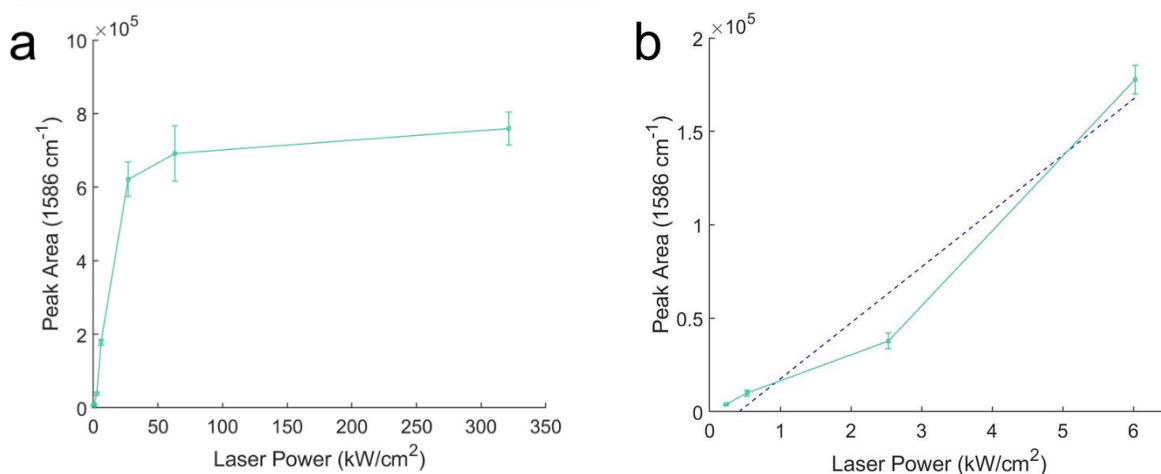 a
×10⁵
10
8
6
4
2
0
0 50 100 150 200 250 300 350
Peak Area (1586 cm⁻¹)
Laser Power (kW/cm²)
b
×10⁵
2
1.5
1
0.5
0
0 1 2 3 4 5 6
Peak Area (1586 cm⁻¹)
Laser Power (kW/cm²)